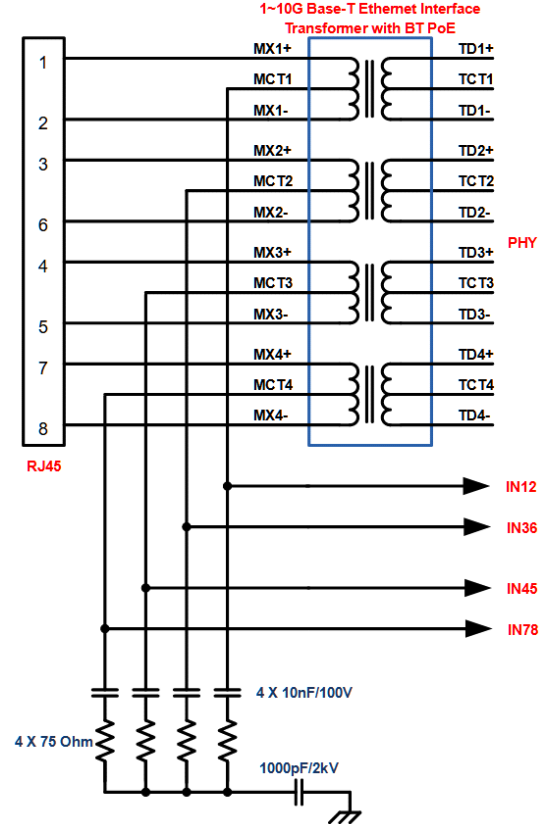 1~10G Base-T Ethernet Interface
Transformer with BT PoE
1 MX1+ TD1+
MCT1 TCT1
2 MX1- TD1-
3 MX2+ TD2+
MCT2 TCT2
6 MX2- TD2-
PHY
4 MX3+ TD3+
MCT3 TCT3
5 MX3- TD3-
7 MX4+ TD4+
MCT4 TCT4
8 MX4- TD4-
RJ45
IN12
IN36
IN45
IN78
4 X 10nF/100V
4 X 75 Ohm
1000pF/2kV